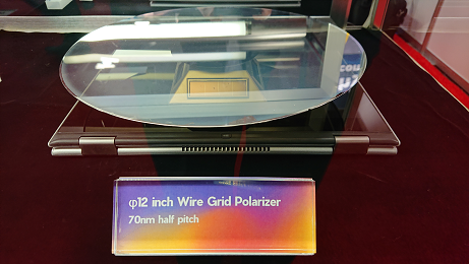 φ12 inch Wire Grid Polarizer
70nm half pitch